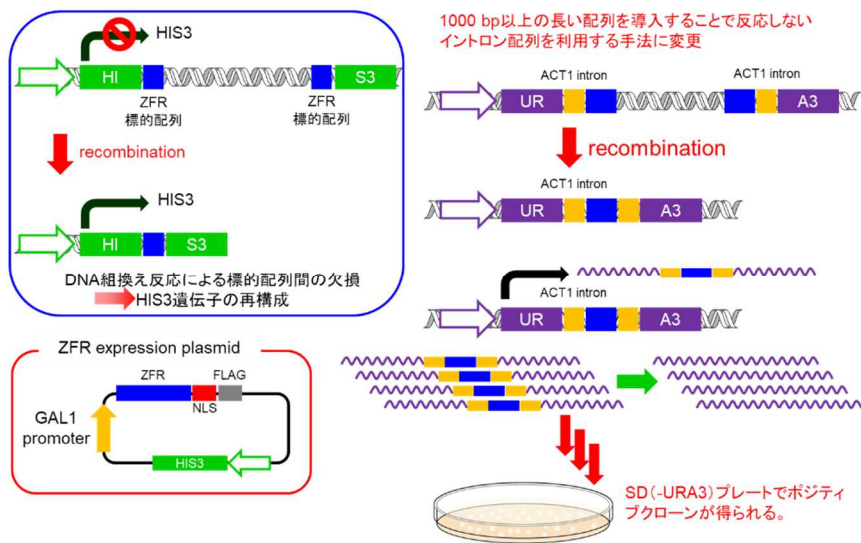 HIS3
HI
S3
ZFR
標的配列
ZFR
標的配列
recombination
HIS3
HI
S3
DNA組換え反応による標的配列間の欠損
HIS3遺伝子の再構成
ZFR expression plasmid
ZFR
FLAG
NLS
GAL1
promoter
HIS3
1000 bp以上の長い配列を導入することで反応しない
イントロン配列を利用する手法に変更
ACT1 intron
ACT1 intron
UR
A3
recombination
ACT1 intron
UR
A3
ACT1 intron
UR
A3
SD(-URA3)プレートでポジティ
ブクローンが得られる。